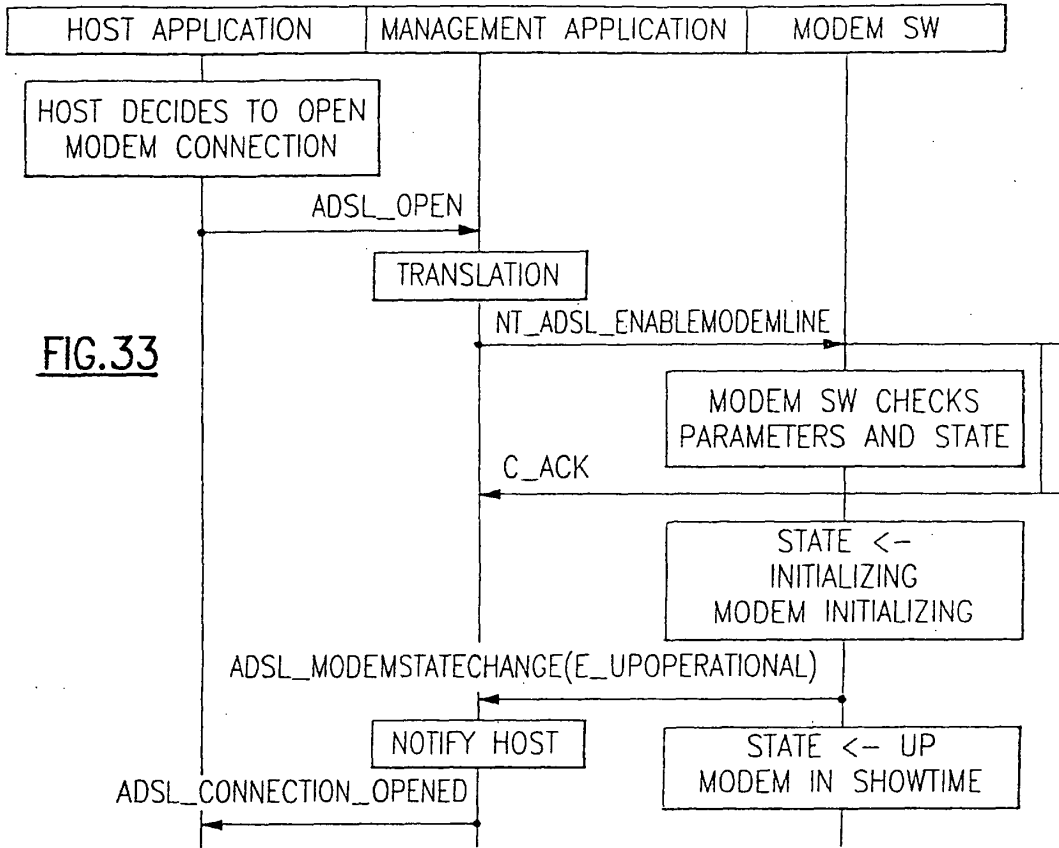 HOST APPLICATION
MANAGEMENT APPLICATION
MODEM SW
HOST DECIDES TO OPEN
MODEM CONNECTION
ADSL_OPEN
TRANSLATION
NT_ADSL_ENABLEMODEMLINE
FIG.33
MODEM SW CHECKS
PARAMETERS AND STATE
C_ACK
STATE <-
INITIALIZING
MODEM INITIALIZING
ADSL_MODEMSTATECHANGE(E_UPOPERATIONAL)
NOTIFY HOST
STATE <- UP
MODEM IN SHOWTIME
ADSL_CONNECTION_OPENED